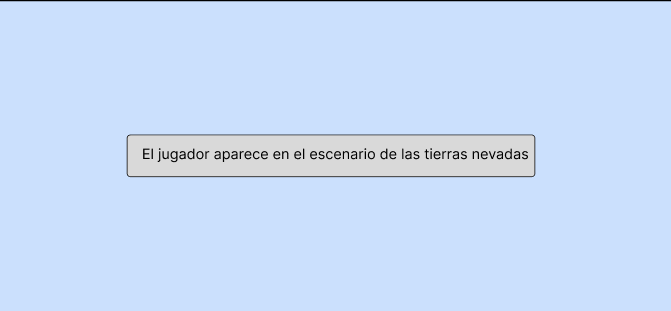 El jugador aparece en el escenario de las tierras nevadas